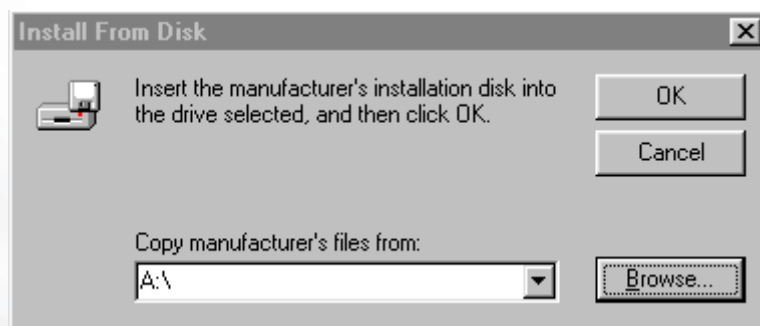 Install From Disk
Insert the manufacturer's installation disk into
the drive selected, and then click OK.
OK
Cancel
Copy manufacturer's files from:
A:\
Browse...